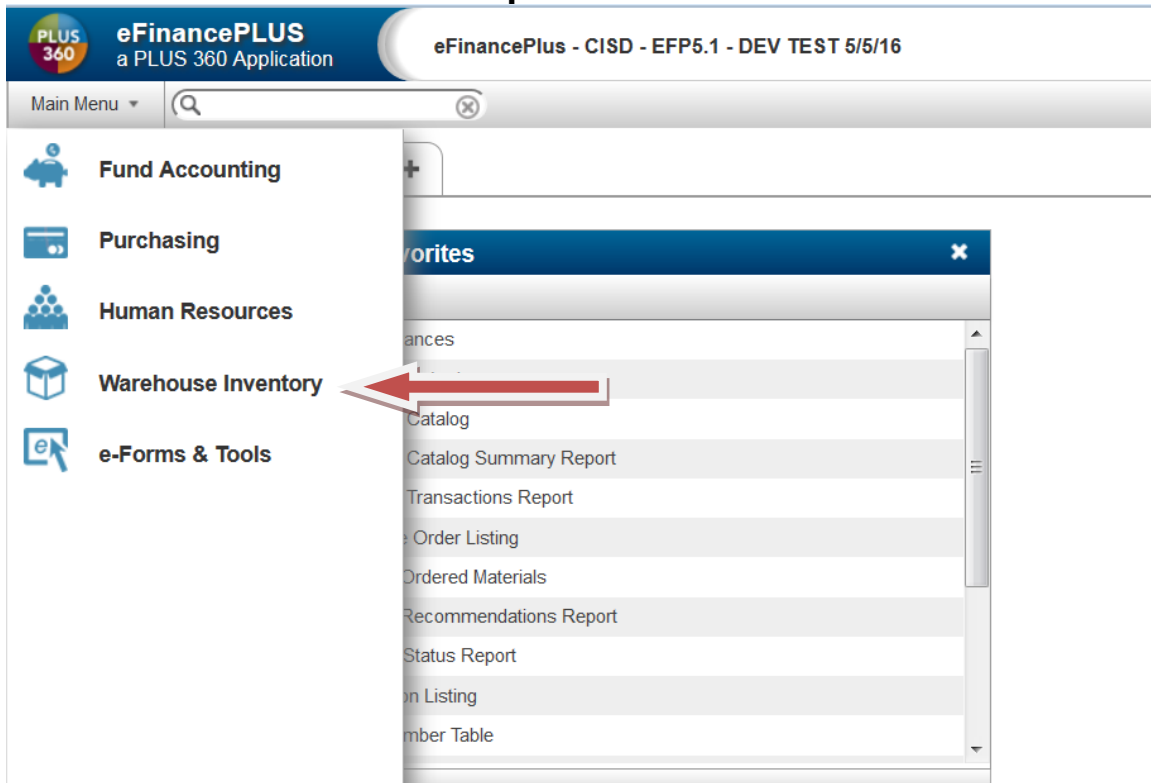 PLUS 360
eFinancePLUS
a PLUS 360 Application
eFinancePlus - CISD - EFP5.1 - DEV TEST 5/5/16
Main Menu
Fund Accounting
Purchasing
Human Resources
Warehouse Inventory
e-Forms & Tools
vorites
ances
Catalog
Catalog Summary Report
Transactions Report
Order Listing
Ordered Materials
Recommendations Report
Status Report
on Listing
mber Table